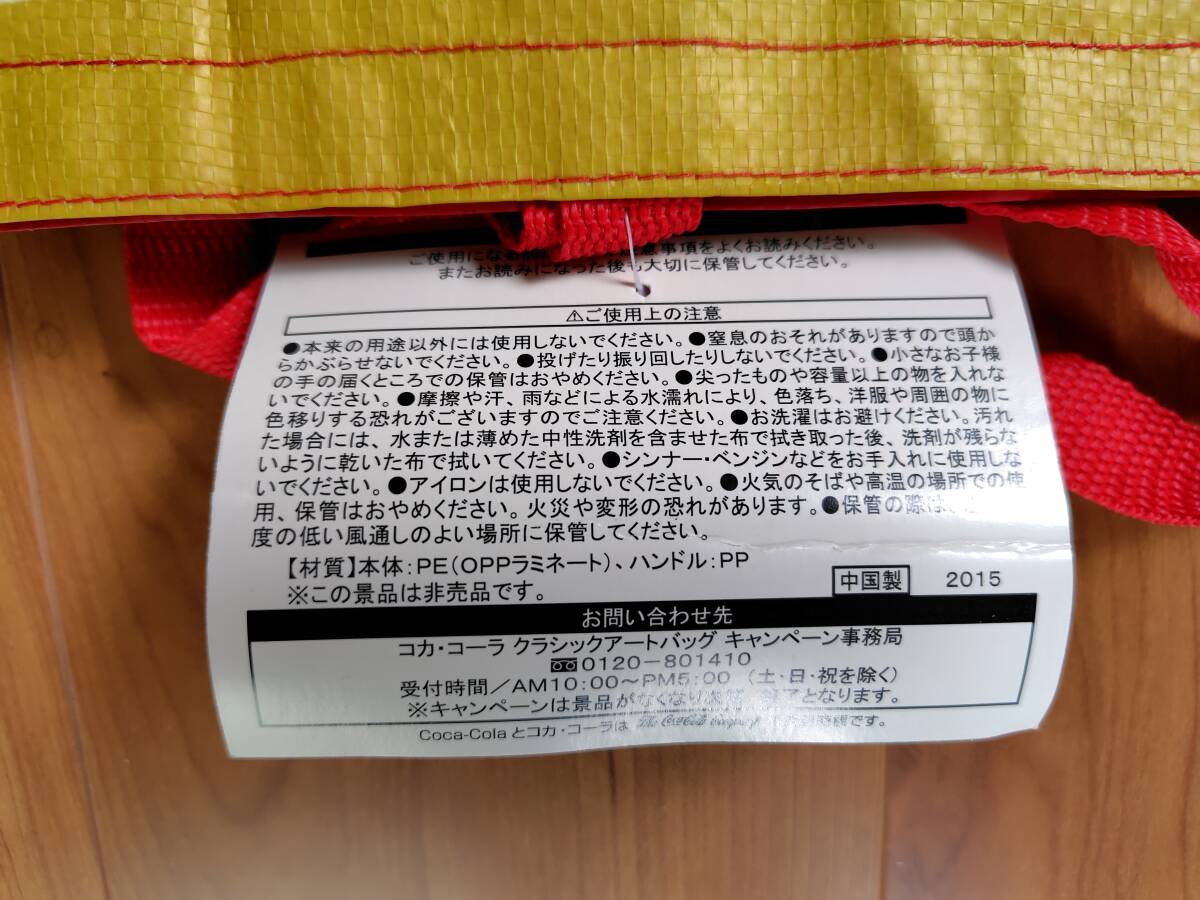 ご使用になる 意事項をよくお読みください。
またお読みになった後も大切に保管してください。
⚠ご使用上の注意
●本来の用途以外には使用しないでください。●窒息のおそれがありますので頭か
らかぶらせないでください。●投げたり振り回したりしないでください。●小さなお子様
の手の届くところでの保管はおやめください。●尖ったものや容量以上の物を入れな
いでください。●摩擦や汗、雨などによる水濡れにより、色落ち、洋服や周囲の物に
色移りする恐れがございますのでご注意ください。●お洗濯はお避けください。汚れ
た場合には、水または薄めた中性洗剤を含ませた布で拭き取った後、洗剤が残らな
いように乾いた布で拭いてください。●シンナー・ベンジンなどをお手入れに使用しな
いでください。●アイロンは使用しないでください。●火気のそばや高温の場所での使
用、保管はおやめください。火災や変形の恐れがあります。●保管の際は、
度の低い風通しのよい場所に保管してください。
【材質】本体:PE(OPPラミネート)、ハンドル:PP
※この景品は非売品です。
中国製 2015
お問い合わせ先
コカ・コーラ クラシックアートバッグ キャンペーン事務局
0120-801410
受付時間/AM10:00～PM5:00 (土・日・祝を除く)
※キャンペーンは景品がなくなり次第、終了となります。
Coca-Colaとコカ・コーラは The Coca-Cola Company です。